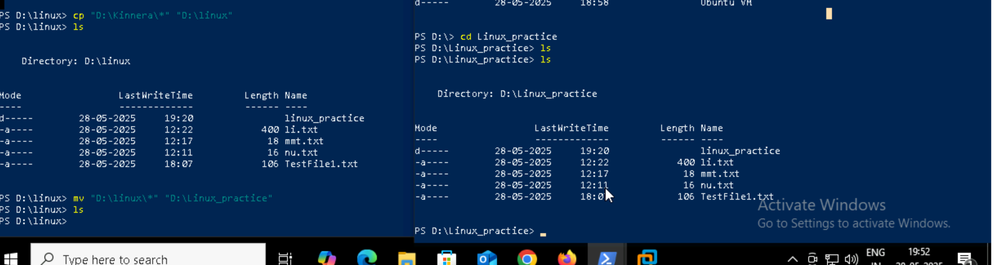 PS D:\linux> cp "D:\Kinnera\*" "D:\linux"
PS D:\linux> ls
Directory: D:\linux
Mode LastWriteTime Length Name
---- ------------- ------ ----
d----- 28-05-2025 19:20 linux_practice
-a---- 28-05-2025 12:22 400 li.txt
-a---- 28-05-2025 12:17 18 mmt.txt
-a---- 28-05-2025 12:11 16 nu.txt
-a---- 28-05-2025 18:07 106 TestFile1.txt
PS D:\linux> mv "D:\linux\*" "D:\Linux_practice"
PS D:\linux> ls
PS D:\linux>
d----- 28-05-2025 18:58 Ubuntu VM
PS D:\> cd Linux_practice
PS D:\Linux_practice> ls
PS D:\Linux_practice> ls
Directory: D:\Linux_practice
Mode LastWriteTime Length Name
---- ------------- ------ ----
d----- 28-05-2025 19:20 linux_practice
-a---- 28-05-2025 12:22 400 li.txt
-a---- 28-05-2025 12:17 18 mmt.txt
-a---- 28-05-2025 12:11 16 nu.txt
-a---- 28-05-2025 18:07 106 TestFile1.txt
PS D:\Linux_practice>
Activate Windows
Go to Settings to activate Windows.
Type here to search
ENG
IN
19:52
28-05-2025